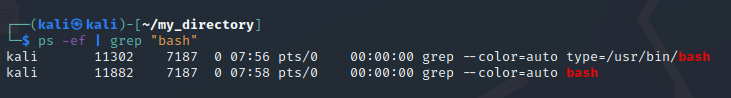 ┌──(kali㉿kali)-[~/my_directory]
└─$ ps -ef | grep "bash"
kali       11302    7187  0 07:56 pts/0    00:00:00 grep --color=auto type=/usr/bin/bash
kali       11882    7187  0 07:58 pts/0    00:00:00 grep --color=auto bash